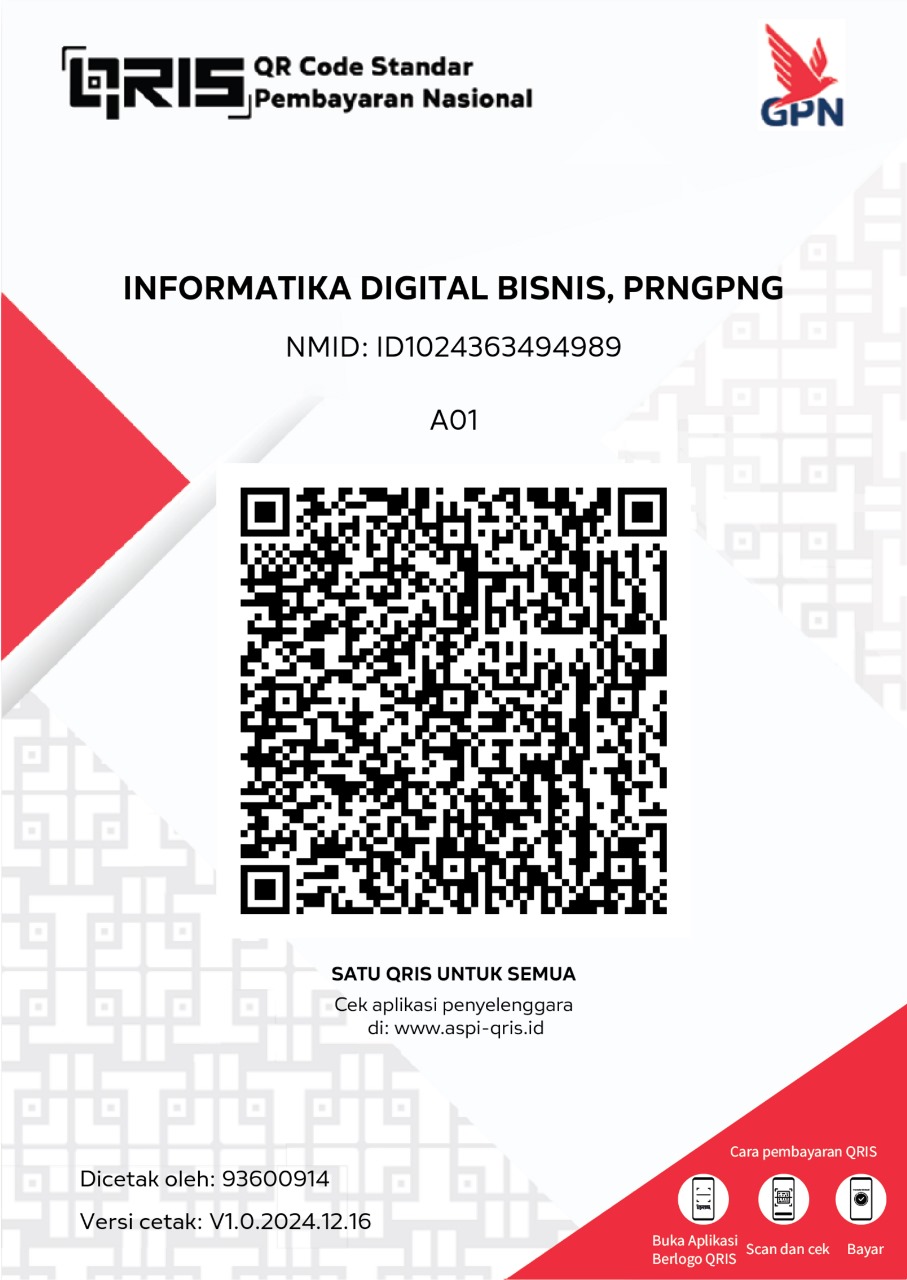 QRIS
QR Code Standar
Pembayaran Nasional
GPN
INFORMATIKA DIGITAL BISNIS, PRNGPNG
NMID: ID1024363494989
A01
SATU QRIS UNTUK SEMUA
Cek aplikasi penyelenggara
di: www.aspi-qris.id
Dicetak oleh: 93600914
Versi cetak: V1.0.2024.12.16
Cara pembayaran QRIS
Buka Aplikasi
Berlogo QRIS
Scan dan cek
Bayar